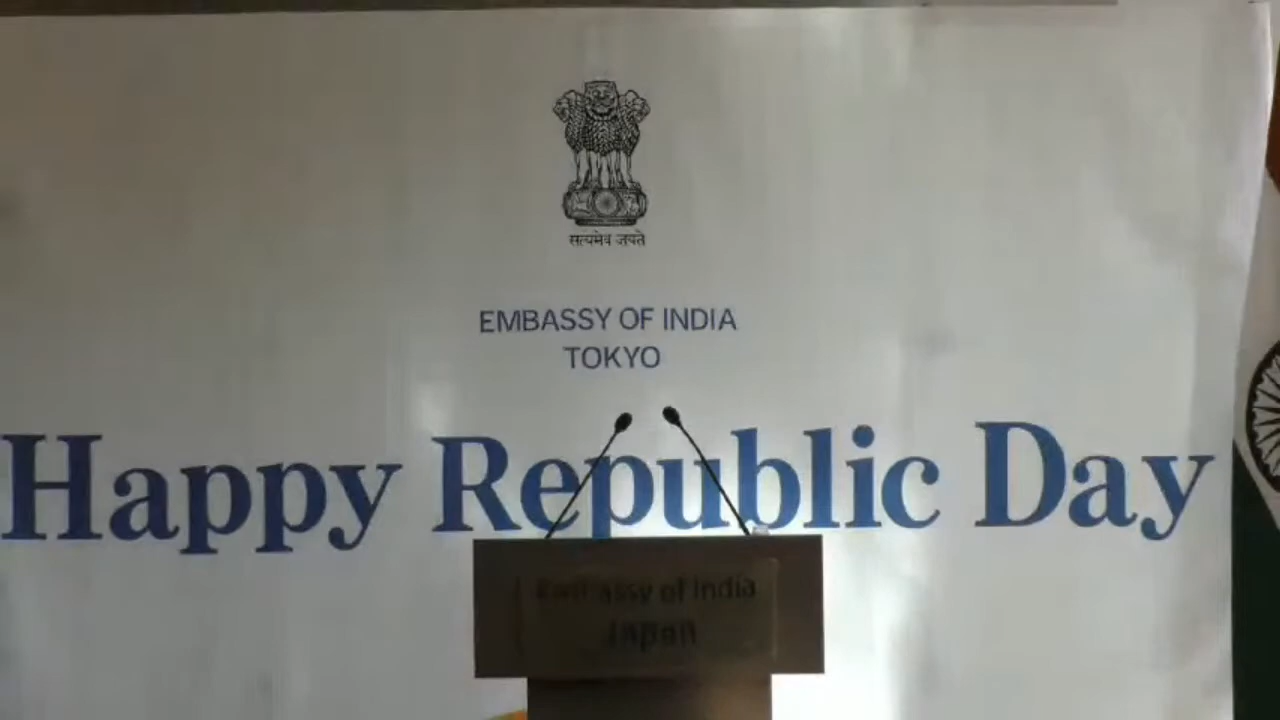 सत्यमेव जयते
EMBASSY OF INDIA
TOKYO
Happy Republic Day
Embassy of India
Japan